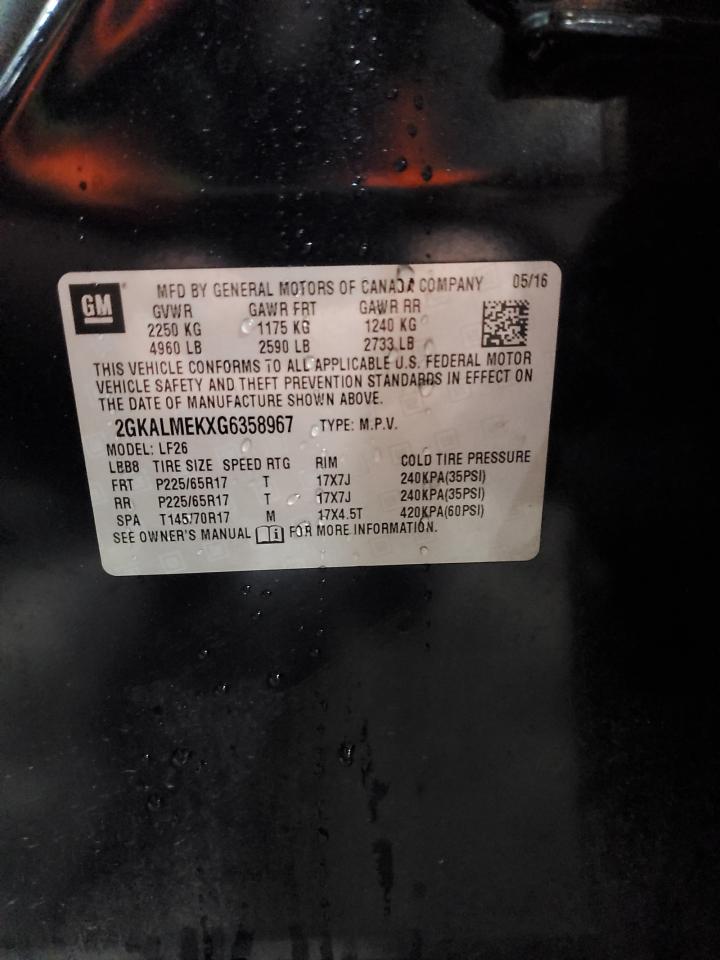 GM
MFD BY GENERAL MOTORS OF CANADA COMPANY 05/16
GVWR GAWR FRT GAWR RR
2250 KG 1175 KG 1240 KG
4960 LB 2590 LB 2733 LB
THIS VEHICLE CONFORMS TO ALL APPLICABLE U.S. FEDERAL MOTOR
VEHICLE SAFETY AND THEFT PREVENTION STANDARDS IN EFFECT ON
THE DATE OF MANUFACTURE SHOWN ABOVE.
2GKALMEKXG6358967 TYPE: M.P.V.
MODEL: LF26
LBB8 TIRE SIZE SPEED RTG RIM COLD TIRE PRESSURE
FRT P225/65R17 T 17X7J 240KPA(35PSI)
RR P225/65R17 T 17X7J 240KPA(35PSI)
SPA T145/70R17 M 17X4.5T 420KPA(60PSI)
SEE OWNER'S MANUAL i FOR MORE INFORMATION.